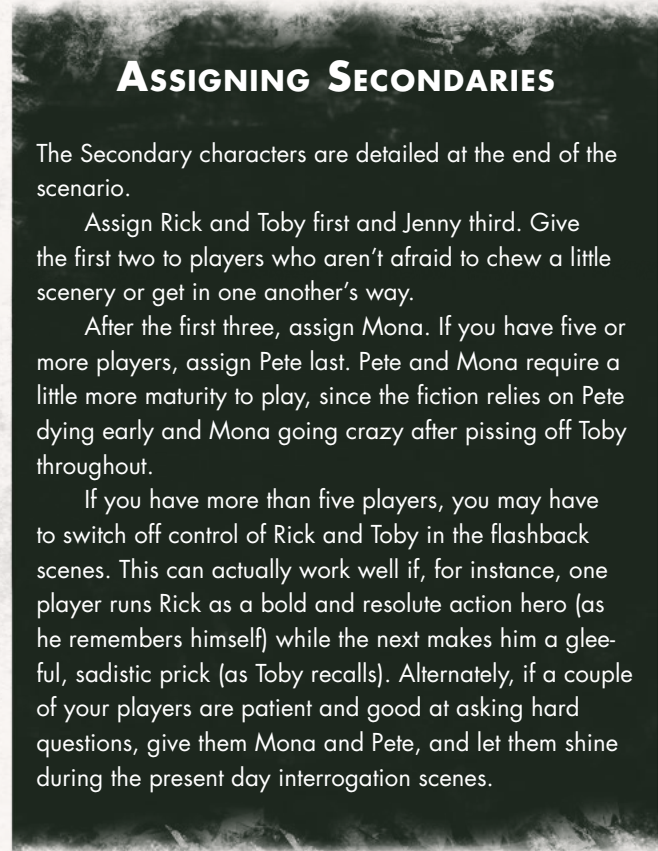 Assigning Secondaries
The Secondary characters are detailed at the end of the
scenario.
Assign Rick and Toby first and Jenny third. Give
the first two to players who aren’t afraid to chew a little
scenery or get in one another’s way.
After the first three, assign Mona. If you have five or
more players, assign Pete last. Pete and Mona require a
little more maturity to play, since the fiction relies on Pete
dying early and Mona going crazy after pissing off Toby
throughout.
If you have more than five players, you may have
to switch off control of Rick and Toby in the flashback
scenes. This can actually work well if, for instance, one
player runs Rick as a bold and resolute action hero (as
he remembers himself) while the next makes him a glee-
ful, sadistic prick (as Toby recalls). Alternately, if a couple
of your players are patient and good at asking hard
questions, give them Mona and Pete, and let them shine
during the present day interrogation scenes.